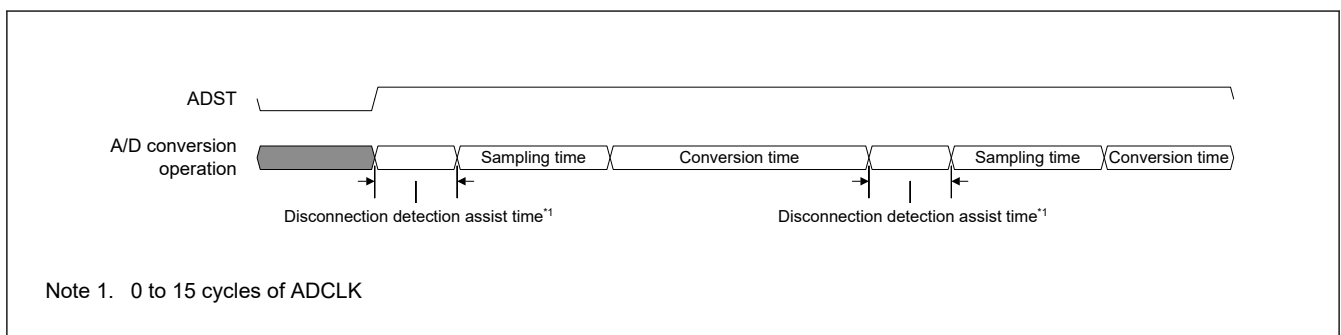 ADST
A/D conversion
operation
Sampling time
Conversion time
Sampling time
Conversion time
Disconnection detection assist time*1
Disconnection detection assist time*1
Note 1. 0 to 15 cycles of ADCLK